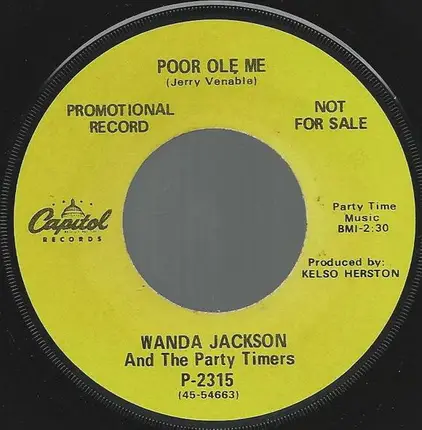 POOR OLE ME
(Jerry Venable)
PROMOTIONAL
RECORD
NOT
FOR SALE
Capitol
RECORDS
Party Time
Music
BMI-2:30
Produced by:
KELSO HERSTON
WANDA JACKSON
And The Party Timers
P-2315
(45-54663)